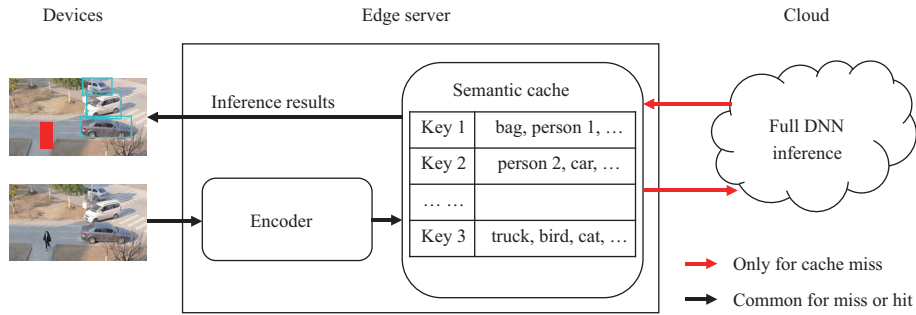 Devices
Edge server
Cloud
Inference results
Semantic cache
Key 1 bag, person 1, ...
Key 2 person 2, car, ...
... ...
Key 3 truck, bird, cat, ...
Encoder
Full DNN
inference
Only for cache miss
Common for miss or hit